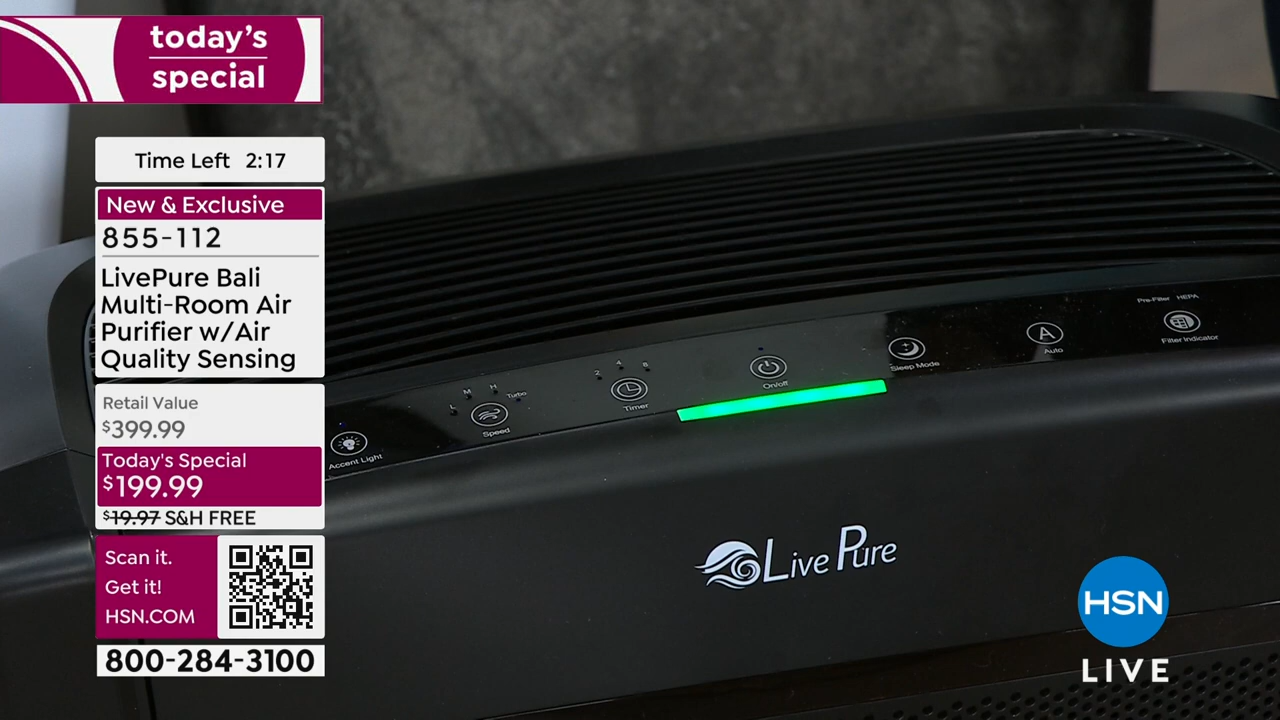 today's
special
Time Left 2:17
New & Exclusive
855-112
LivePure Bali
Multi-Room Air
Purifier w/Air
Quality Sensing
Retail Value
$399.99
Today's Special
$199.99
$19.97 S&H FREE
Scan it.
Get it!
HSN.COM
800-284-3100
Accent Light
L M H Turbo
Speed
2 4 8
Timer
On/off
Sleep Mode
A
Auto
Pre-Filter HEPA
Filter Indicator
Live Pure
HSN
LIVE